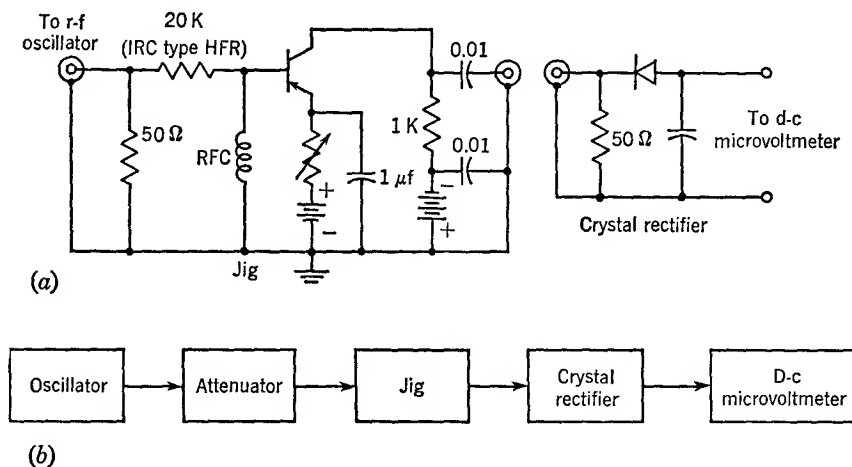 To r-f
oscillator
20 K
(IRC type HFR)
50 Ω
RFC
+
−
1 μf
1 K
0.01
0.01
−
+
Jig
(a)
50 Ω
To d-c
microvoltmeter
Crystal rectifier
Oscillator
Attenuator
Jig
Crystal
rectifier
D-c
microvoltmeter
(b)